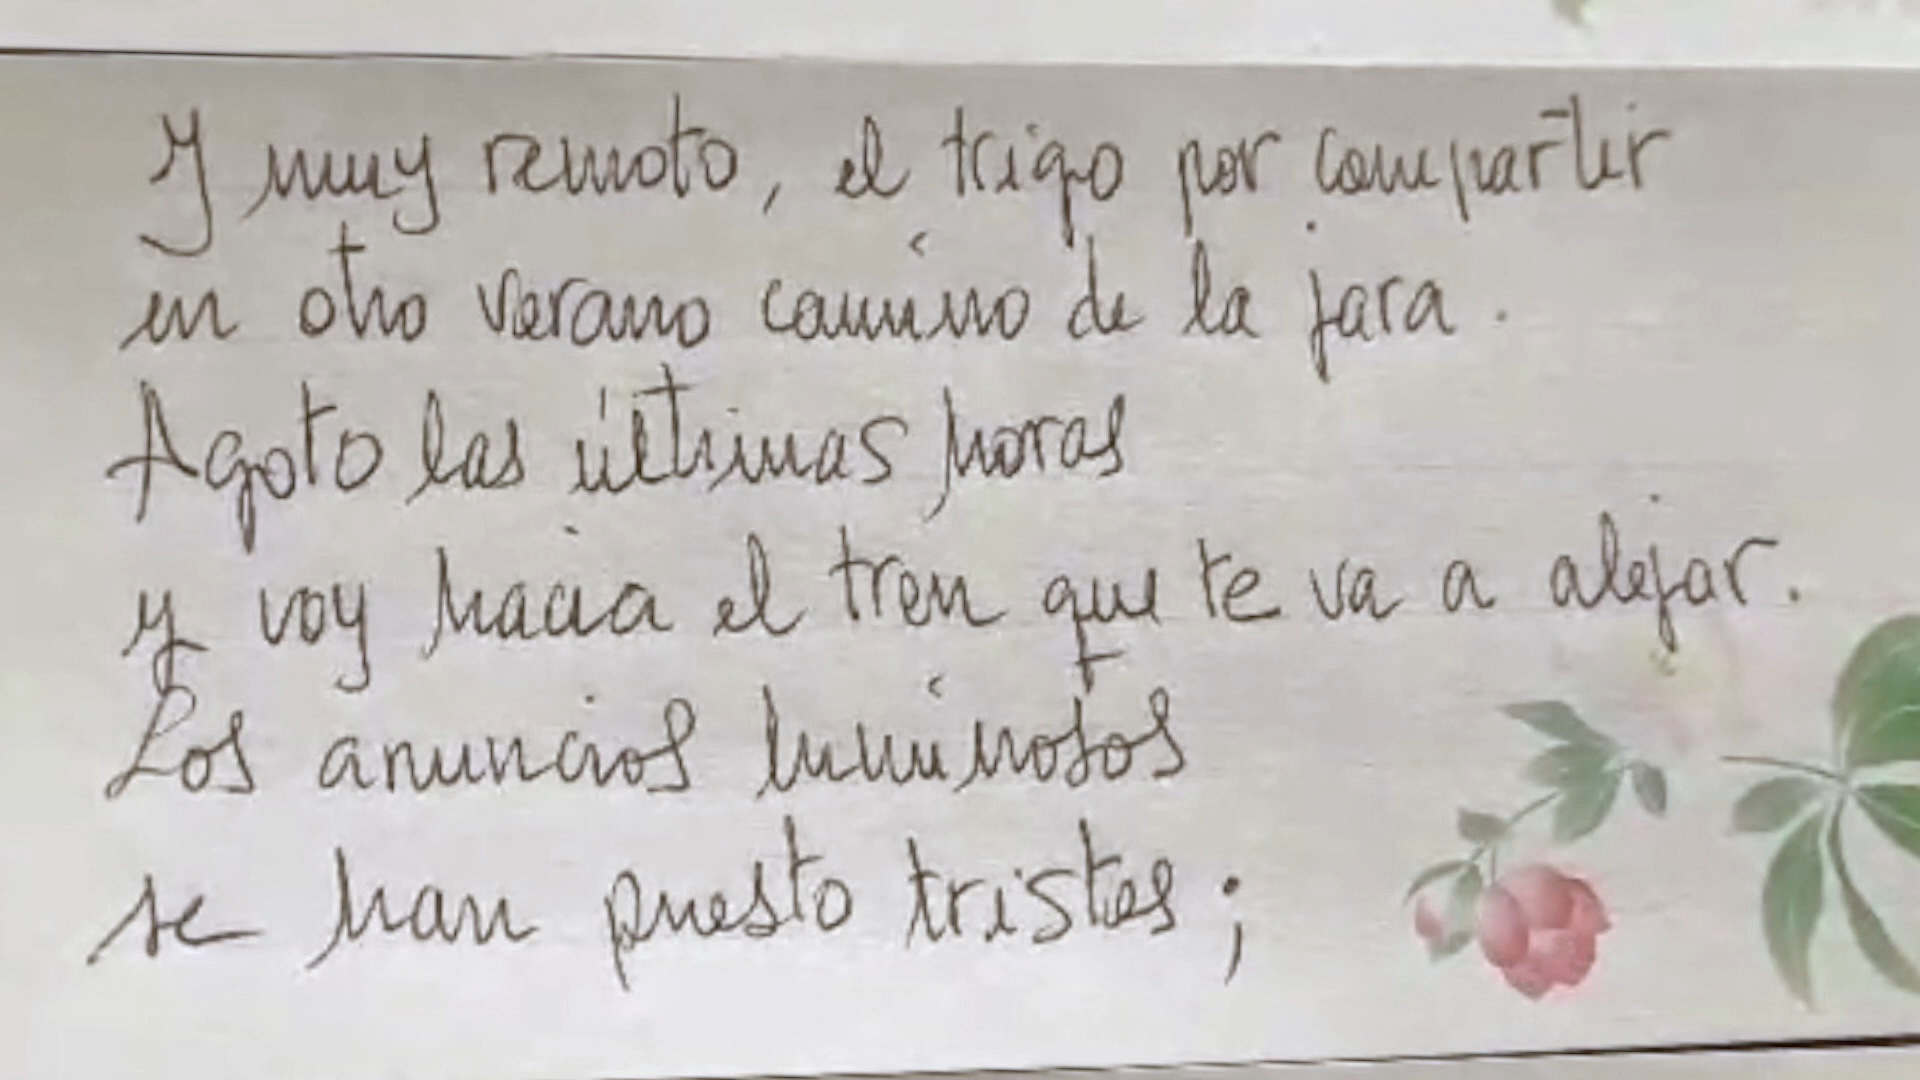 Y muy remoto, el trigo por compartir
en otro verano camino de la jara.
Agoto las últimas horas
y voy hacia el tren que te va a alejar.
Los anuncios luminosos
se han puesto tristes;